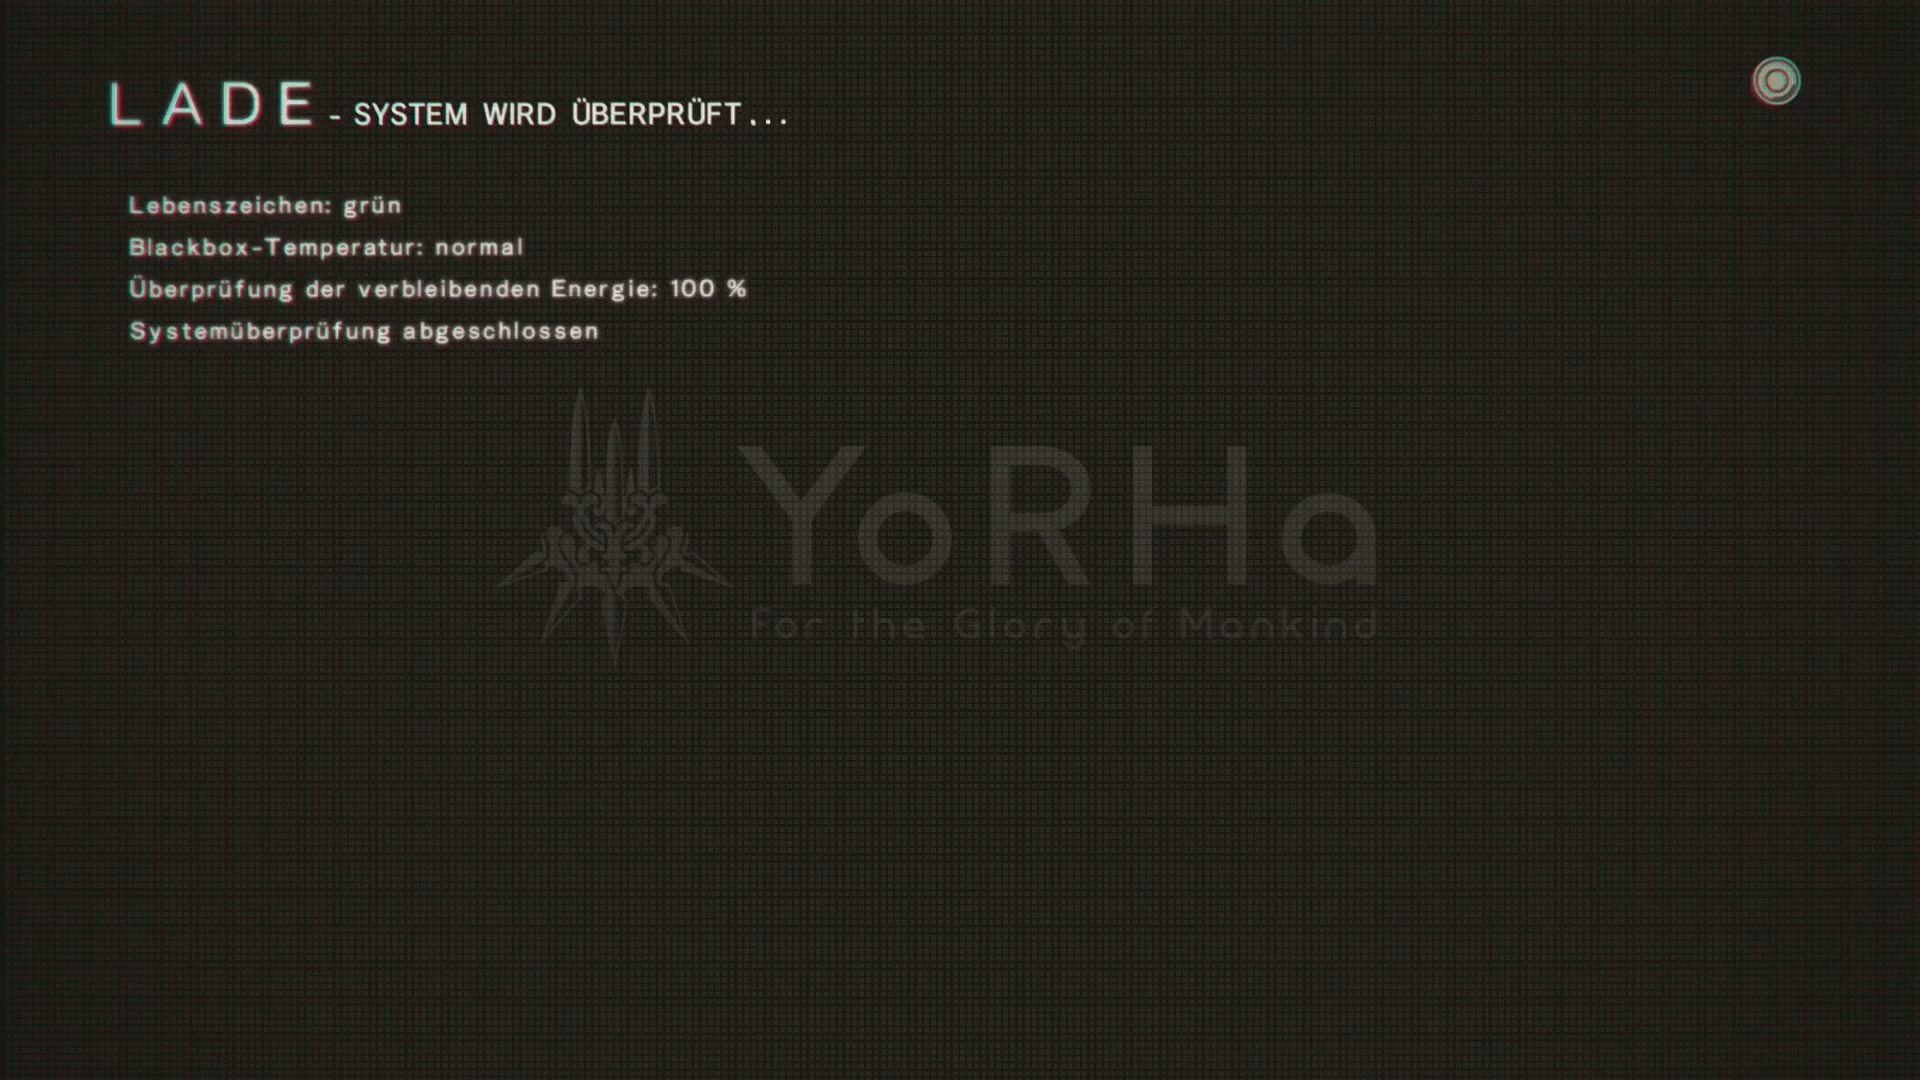 LADE - SYSTEM WIRD ÜBERPRÜFT...
Lebenszeichen: grün
Blackbox-Temperatur: normal
Überprüfung der verbleibenden Energie: 100 %
Systemüberprüfung abgeschlossen
YoRHa
For the Glory of Mankind